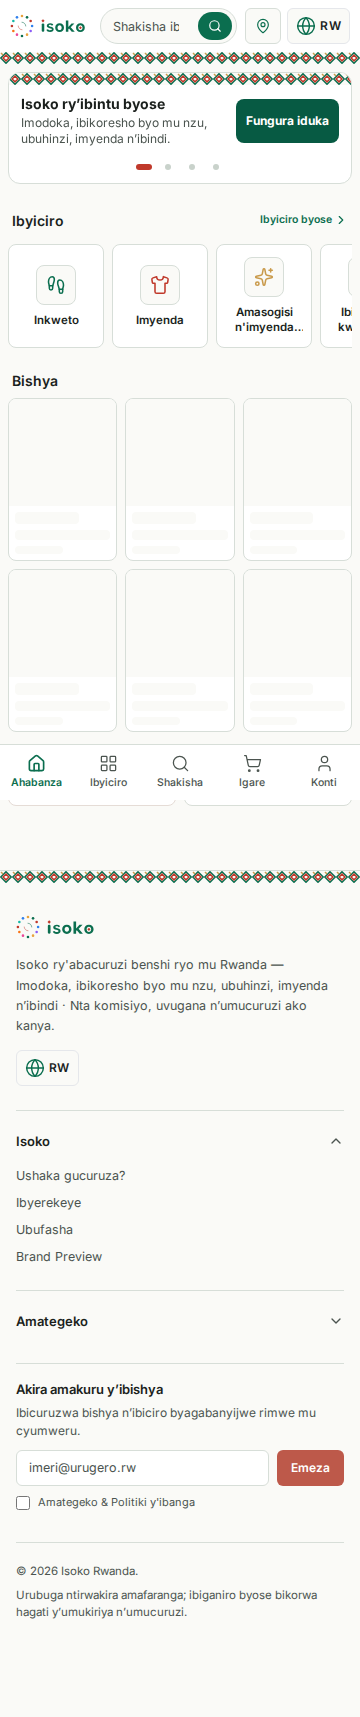 isoko
Shakisha ib
RW
Isoko ry’ibintu byose
Imodoka, ibikoresho byo mu nzu,
ubuhinzi, imyenda n’ibindi.
Fungura iduka
Ibyiciro
Ibyiciro byose
Inkweto
Imyenda
Amasogisi
n'imyenda...
Bishya
Ahabanza
Ibyiciro
Shakisha
Igare
Konti
isoko
Isoko ry'abacuruzi benshi ryo mu Rwanda —
Imodoka, ibikoresho byo mu nzu, ubuhinzi, imyenda
n’ibindi · Nta komisiyo, uvugana n’umucuruzi ako
kanya.
RW
Isoko
Ushaka gucuruza?
Ibyerekeye
Ubufasha
Brand Preview
Amategeko
Akira amakuru y’ibishya
Ibicuruzwa bishya n’ibiciro byagabanyijwe rimwe mu
cyumweru.
imeri@urugero.rw
Emeza
Amategeko & Politiki y'ibanga
© 2026 Isoko Rwanda.
Urubuga ntirwakira amafaranga; ibiganiro byose bikorwa
hagati y’umukiriya n’umucuruzi.